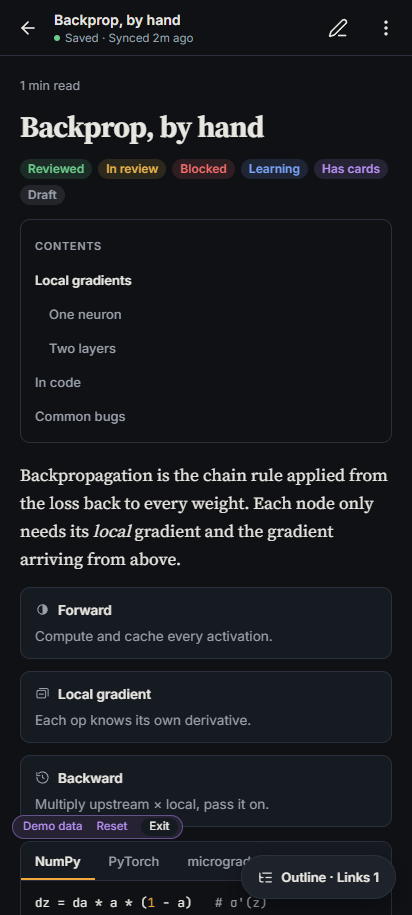 Backprop, by hand
Saved · Synced 2m ago
1 min read
Backprop, by hand
Reviewed In review Blocked Learning Has cards
Draft
CONTENTS
Local gradients
One neuron
Two layers
In code
Common bugs
Backpropagation is the chain rule applied from
the loss back to every weight. Each node only
needs its local gradient and the gradient
arriving from above.
Forward
Compute and cache every activation.
Local gradient
Each op knows its own derivative.
Backward
Multiply upstream × local, pass it on.
Demo data Reset Exit
NumPy PyTorch micrograd
Outline · Links 1
dz = da * a * (1 - a) # σ'(z)